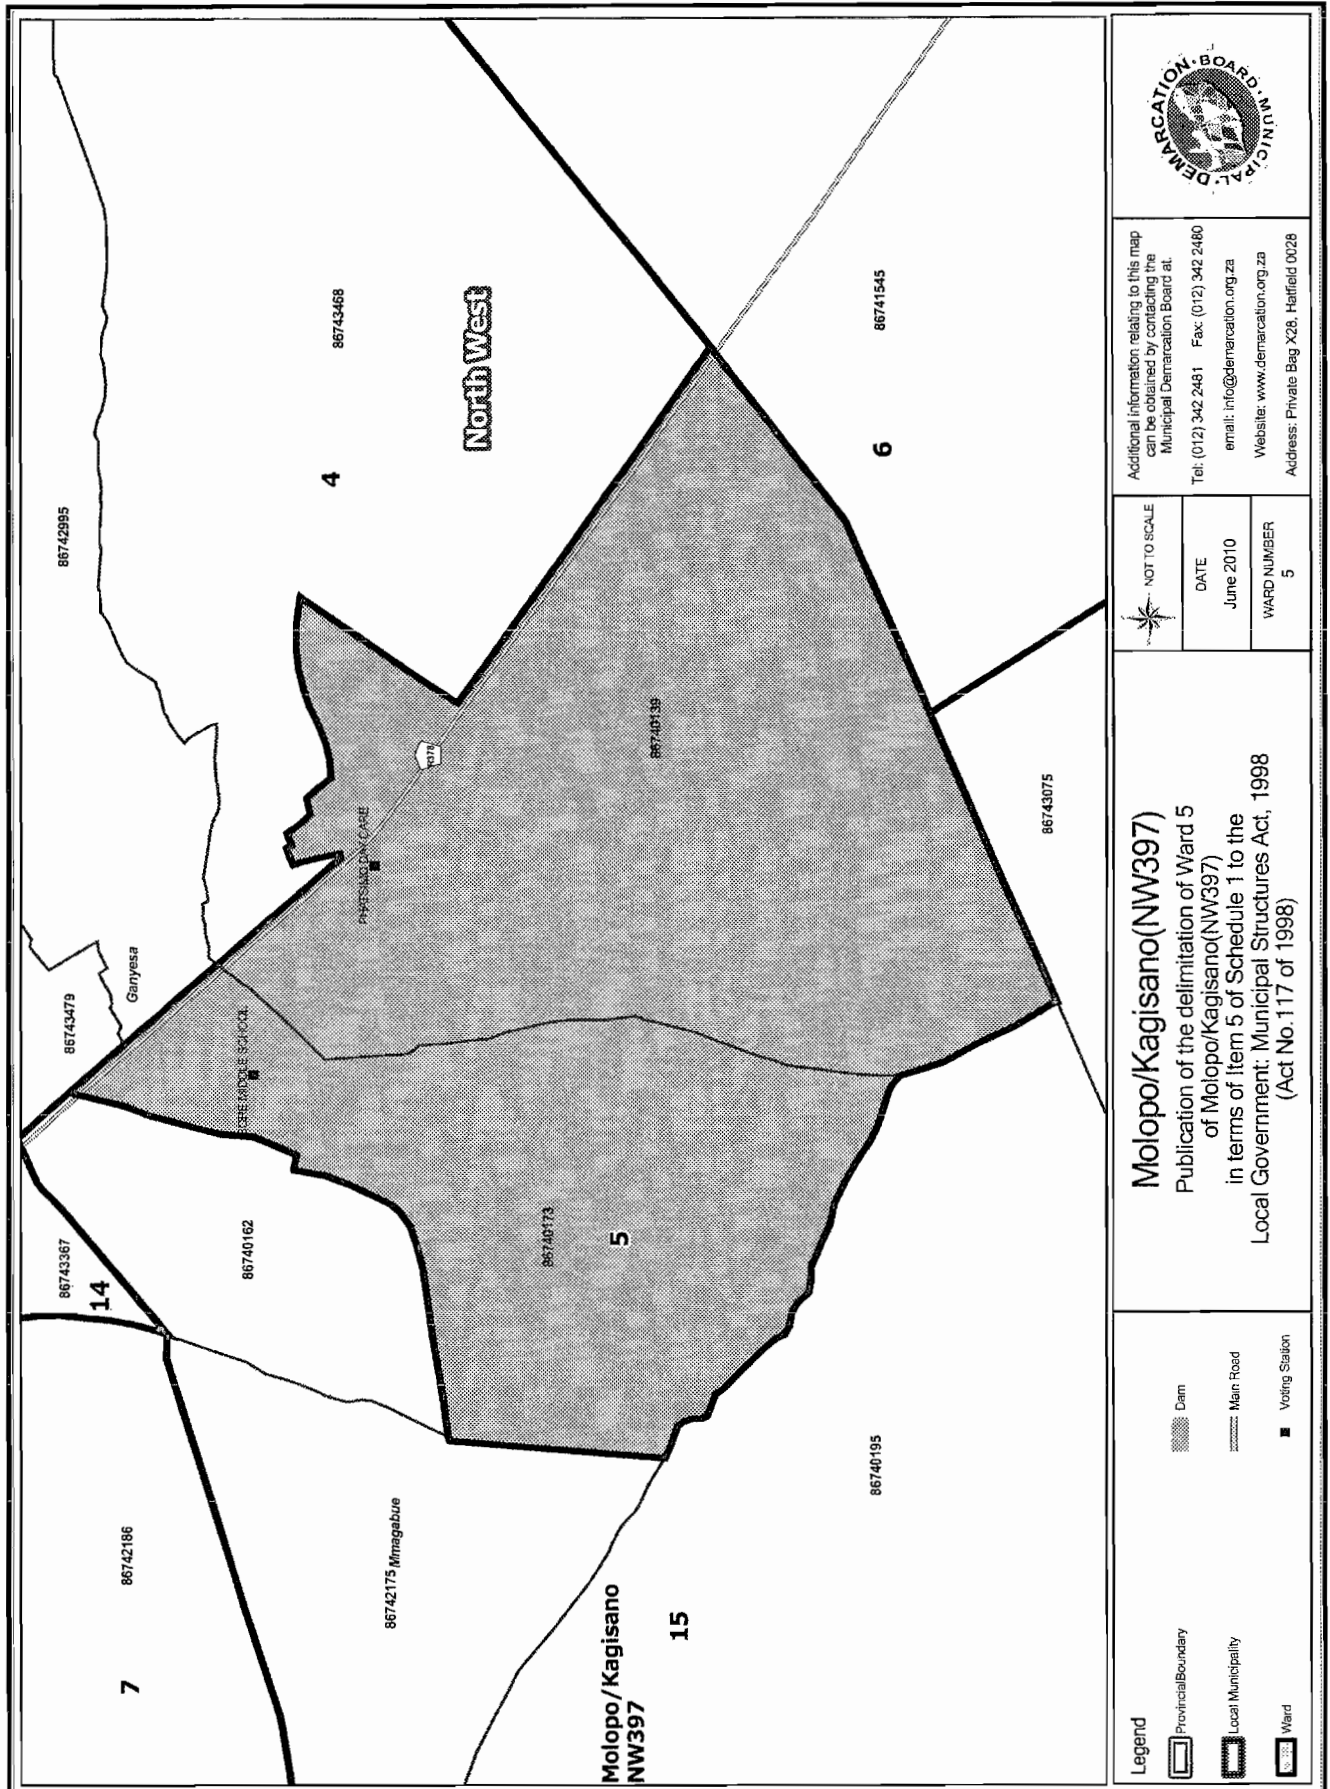 86742995
86743468
North West
4
86741545
6
86743479
Ganyesa
R378
86740139
PHATSIMO DAY CARE
MIDDLE SCHOOL
86743075
86743367
14
86740162
86740173
5
86742186
7
86742175 Mmagabue
Molopo/Kagisano
NW397
15
86740195
Legend
ProvincialBoundary
Local Municipality
Ward
Dam
Main Road
Voting Station
Molopo/Kagisano(NW397)
Publication of the delimitation of Ward 5
of Molopo/Kagisano(NW397)
in terms of Item 5 of Schedule 1 to the
Local Government: Municipal Structures Act, 1998
(Act No.117 of 1998)
NOT TO SCALE
DATE
June 2010
WARD NUMBER
5
Additional information relating to this map
can be obtained by contacting the
Municipal Demarcation Board at.
Tel: (012) 342 2481 Fax: (012) 342 2480
email: info@demarcation.org.za
Website: www.demarcation.org.za
Address: Private Bag X28, Hatfield 0028
MUNICIPAL · DEMARCATION · BOARD